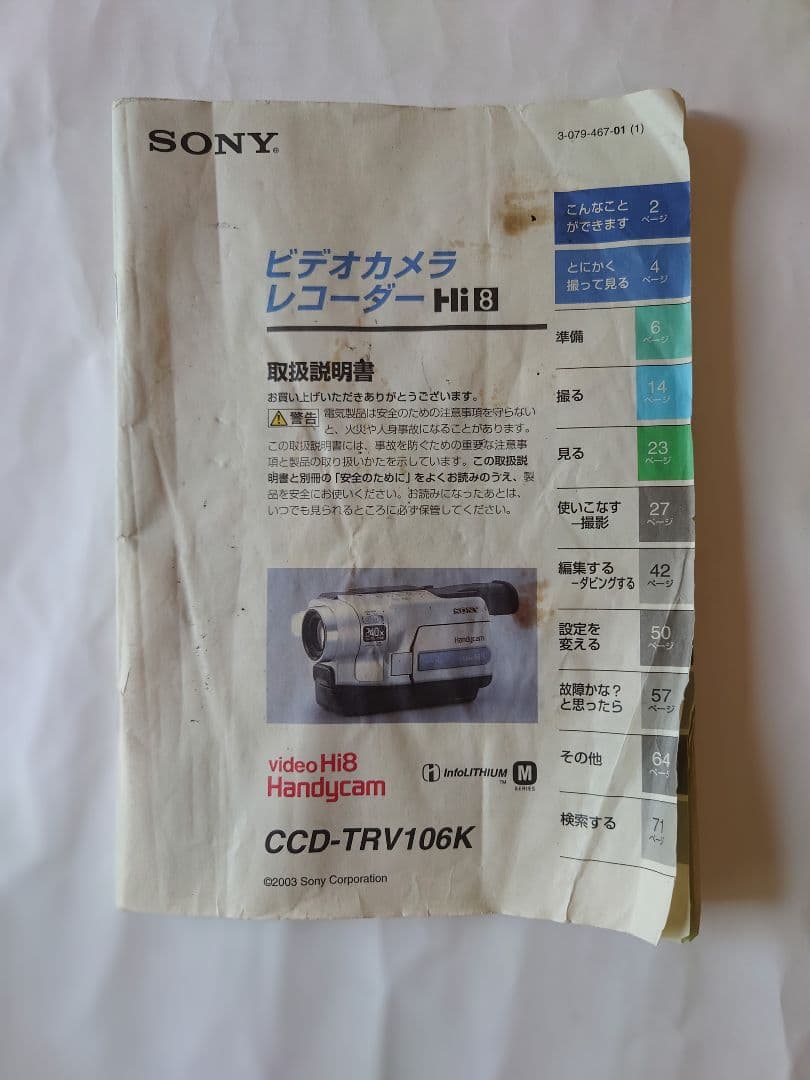 SONY®
3-079-467-01 (1)
ビデオカメラ
レコーダー Hi8
取扱説明書
お買い上げいただきありがとうございます。
警告 電気製品は安全のための注意事項を守らない
と、火災や人身事故になることがあります。
この取扱説明書には、事故を防ぐための重要な注意事
項と製品の取り扱いかたを示しています。この取扱説
明書と別冊の「安全のために」をよくお読みのうえ、製
品を安全にお使いください。お読みになったあとは、
いつでも見られるところに必ず保管してください。
SONY
Handycam
240x
video Hi8
Handycam
InfoLITHIUM™ M
SERIES
CCD-TRV106K
©2003 Sony Corporation
こんなこと
ができます
2
ページ
とにかく
撮って見る
4
ページ
準備
6
ページ
撮る
14
ページ
見る
23
ページ
使いこなす
–撮影
27
ページ
編集する
–ダビングする
42
ページ
設定を
変える
50
ページ
故障かな？
と思ったら
57
ページ
その他
64
ページ
検索する
71
ページ